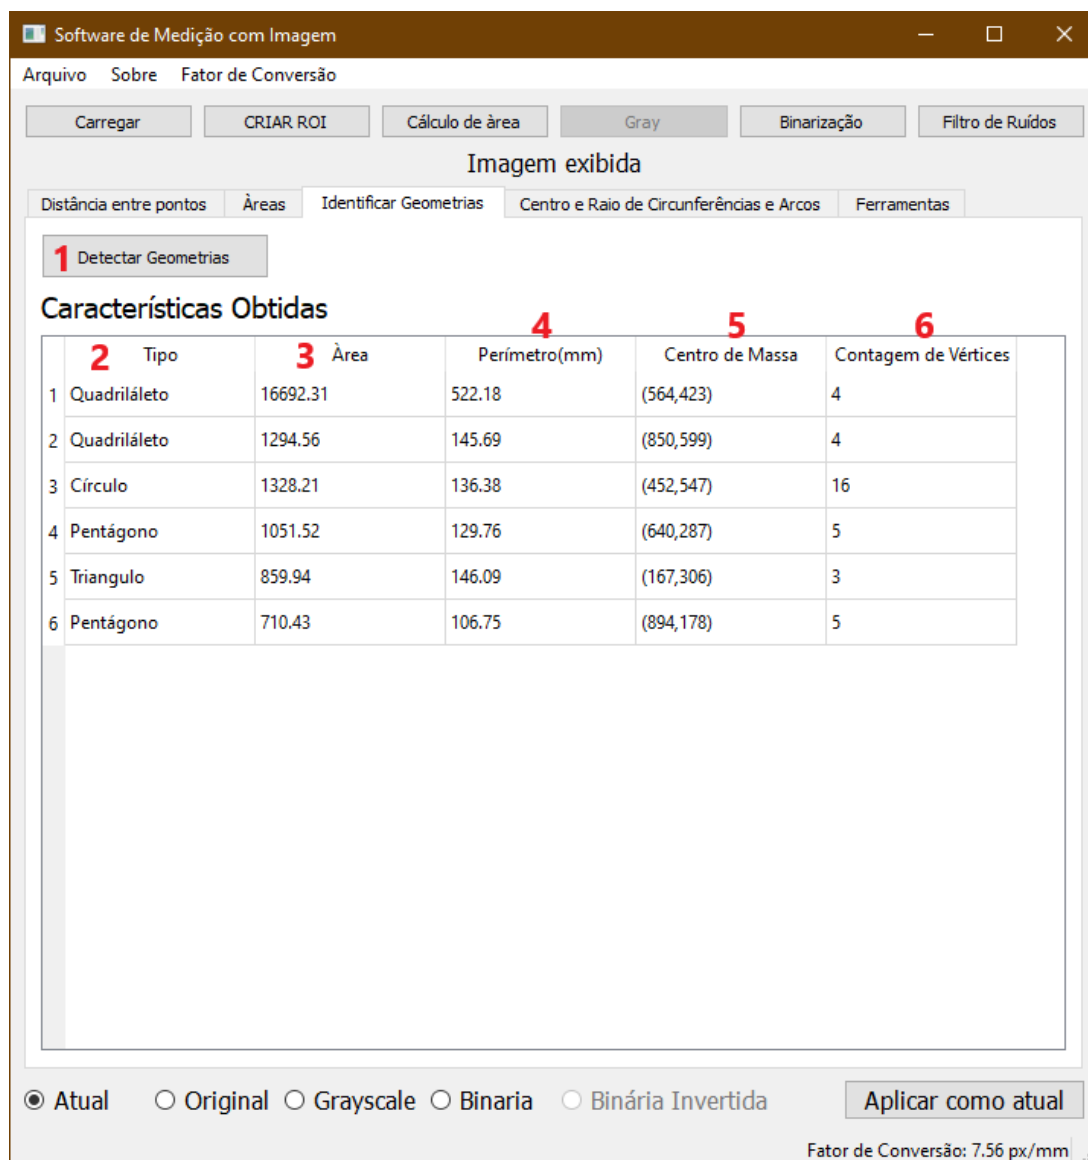 Software de Medição com Imagem
Arquivo Sobre Fator de Conversão
Carregar CRIAR ROI Cálculo de àrea Gray Binarização Filtro de Ruídos
Imagem exibida
Distância entre pontos Àreas Identificar Geometrias Centro e Raio de Circunferências e Arcos Ferramentas
1 Detectar Geometrias
Características Obtidas
2 Tipo 3 Àrea 4 Perímetro(mm) 5 Centro de Massa 6 Contagem de Vértices
1 Quadriláleto 16692.31 522.18 (564,423) 4
2 Quadriláleto 1294.56 145.69 (850,599) 4
3 Círculo 1328.21 136.38 (452,547) 16
4 Pentágono 1051.52 129.76 (640,287) 5
5 Triangulo 859.94 146.09 (167,306) 3
6 Pentágono 710.43 106.75 (894,178) 5
Atual Original Grayscale Binaria Binária Invertida Aplicar como atual
Fator de Conversão: 7.56 px/mm